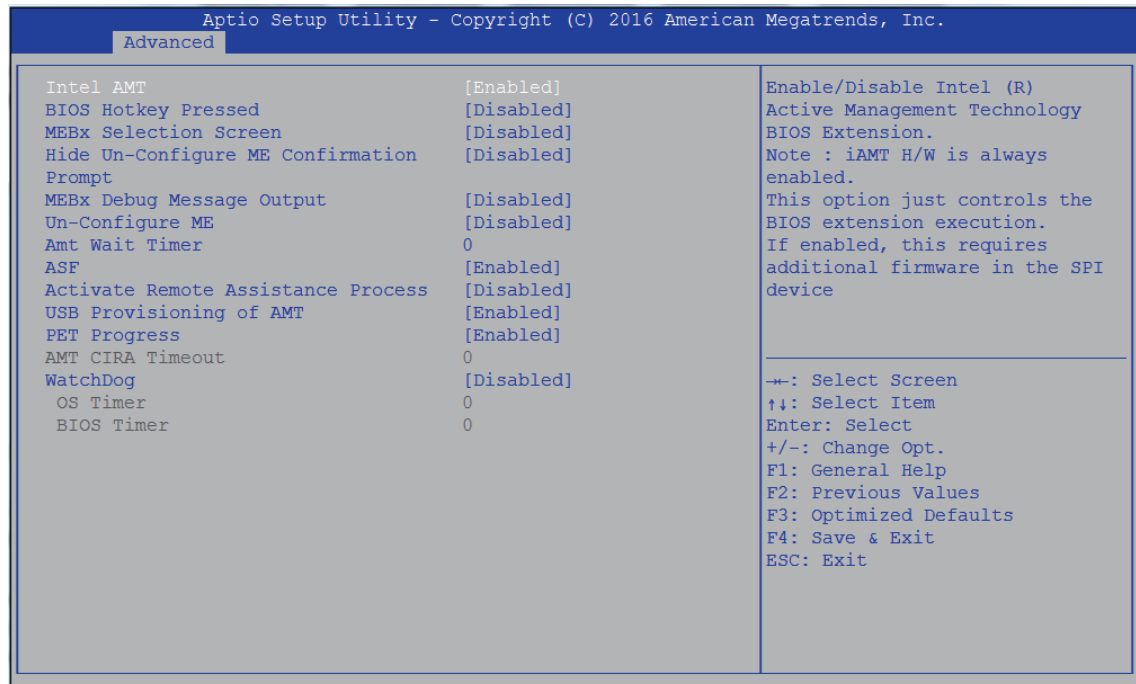 Aptio Setup Utility - Copyright (C) 2016 American Megatrends, Inc.
Advanced
Intel AMT [Enabled]
BIOS Hotkey Pressed [Disabled]
MEBx Selection Screen [Disabled]
Hide Un-Configure ME Confirmation [Disabled]
Prompt
MEBx Debug Message Output [Disabled]
Un-Configure ME [Disabled]
Amt Wait Timer 0
ASF [Enabled]
Activate Remote Assistance Process [Disabled]
USB Provisioning of AMT [Enabled]
PET Progress [Enabled]
AMT CIRA Timeout 0
WatchDog [Disabled]
OS Timer 0
BIOS Timer 0
Enable/Disable Intel (R)
Active Management Technology
BIOS Extension.
Note : iAMT H/W is always
enabled.
This option just controls the
BIOS extension execution.
If enabled, this requires
additional firmware in the SPI
device
→←: Select Screen
↑↓: Select Item
Enter: Select
+/-: Change Opt.
F1: General Help
F2: Previous Values
F3: Optimized Defaults
F4: Save & Exit
ESC: Exit